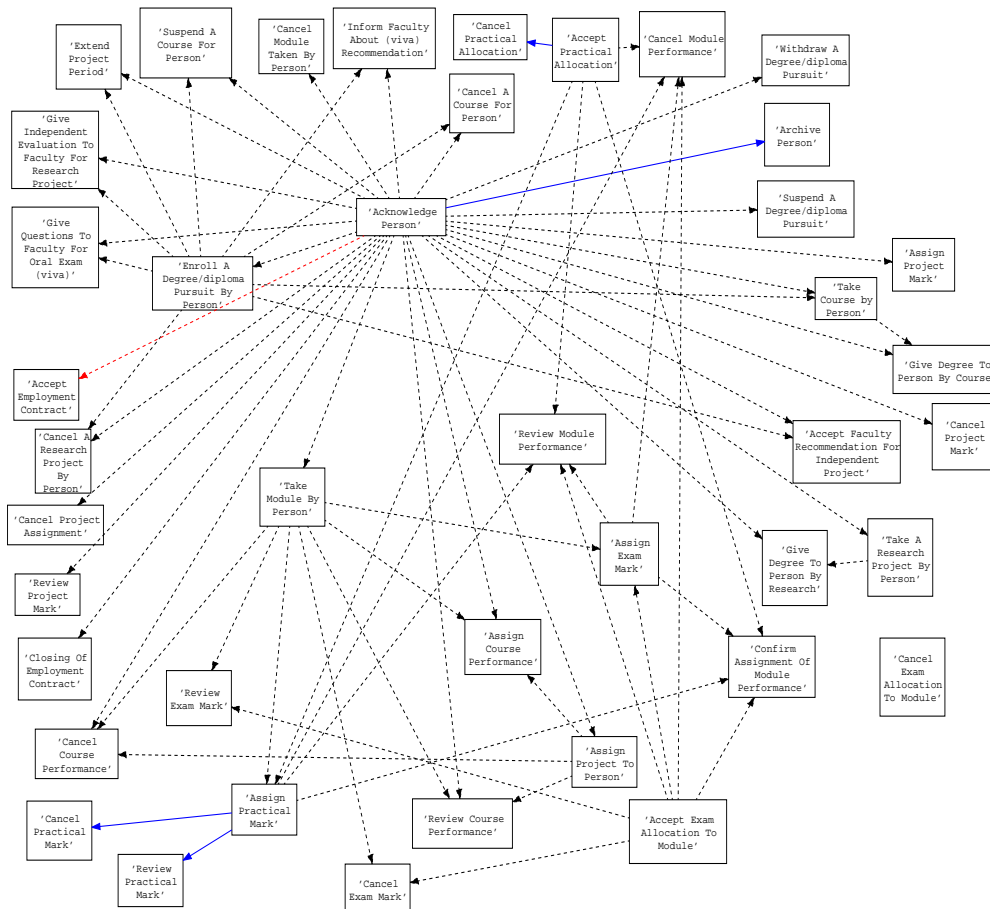 ‘Extend
Project
Period’
‘Suspend A
Course For
Person’
‘Cancel
Module
Taken By
Person’
‘Inform Faculty
About (viva)
Recommendation’
‘Cancel
Practical
Allocation’
‘Accept
Practical
Allocation’
‘Cancel Module
Performance’
‘Withdraw A
Degree/diploma
Pursuit’
‘Cancel A
Course For
Person’
‘Give
Independent
Evaluation To
Faculty For
Research
Project’
‘Archive
Person’
‘Acknowledge
Person’
‘Suspend A
Degree/diploma
Pursuit
‘Give
Questions To
Faculty For
Oral Exam
(viva)’
‘Enroll A
Degree/diploma
Pursuit By
Person’
‘Assign
Project
Mark’
‘Take
Course by
Person’
‘Give Degree To
Person By Course’
‘Accept
Employment
Contract’
‘Cancel
Project
Mark’
‘Review Module
Performance’
‘Accept Faculty
Recommendation For
Independent
Project’
‘Cancel A
Research
Project
By
Person’
‘Take
Module By
Person’
‘Cancel Project
Assignment’
‘Assign
Exam
Mark’
‘Give
Degree To
Person By
Research’
‘Take A
Research
Project By
Person’
‘Review
Project
Mark’
‘Assign
Course
Performance’
‘Confirm
Assignment Of
Module
Performance’
‘Closing Of
Employment
Contract’
‘Cancel
Exam
Allocation
To Module’
‘Review
Exam Mark’
‘Cancel
Course
Performance’
‘Assign
Project To
Person’
‘Assign
Practical
Mark’
‘Cancel
Practical
Mark’
‘Review Course
Performance’
‘Accept Exam
Allocation To
Module’
‘Review
Practical
Mark’
‘Cancel
Exam Mark’